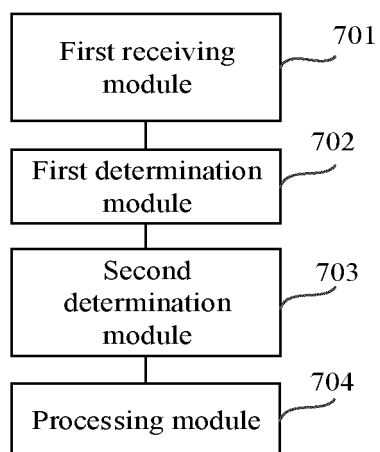 First receiving
module
701
First determination
module
702
Second
determination
module
703
Processing module
704